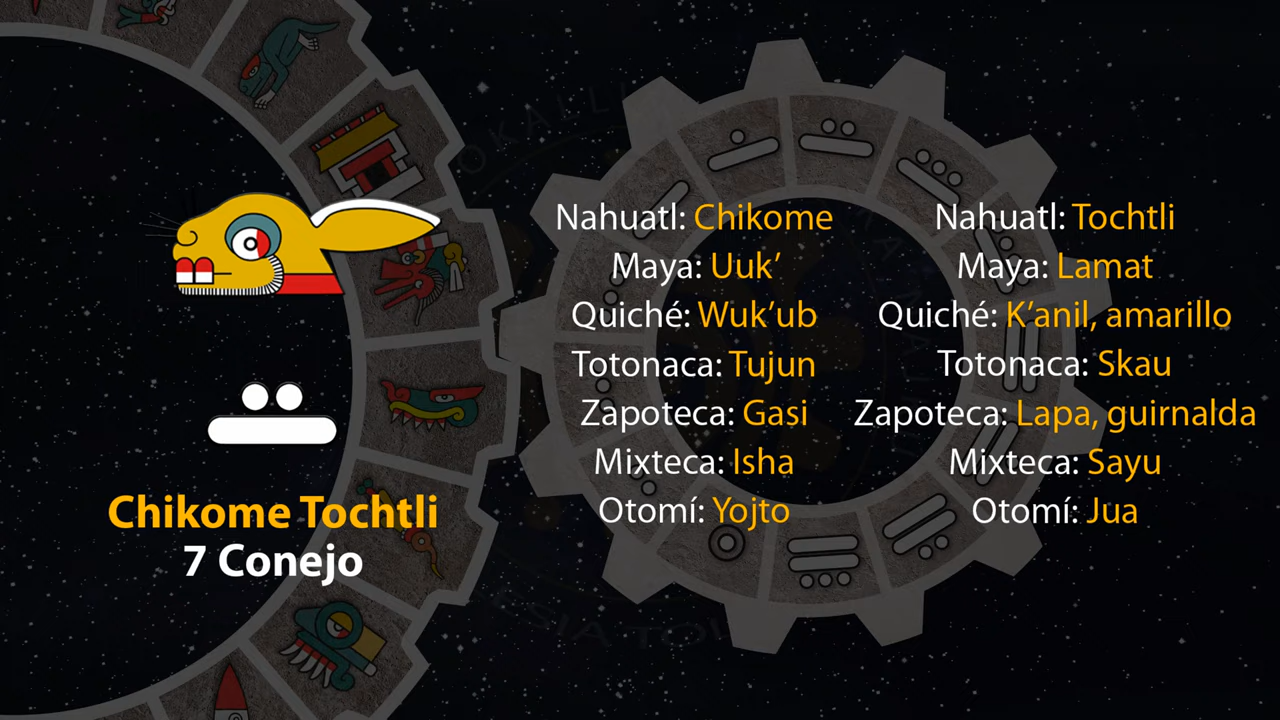 Nahuatl: Chikome
Maya: Uuk’
Quiché: Wuk’ub
Totonaca: Tujun
Zapoteca: Gasi
Mixteca: Isha
Otomí: Yojto
Nahuatl: Tochtli
Maya: Lamat
Quiché: K’anil, amarillo
Totonaca: Skau
Zapoteca: Lapa, guirnalda
Mixteca: Sayu
Otomí: Jua
Chikome Tochtli
7 Conejo